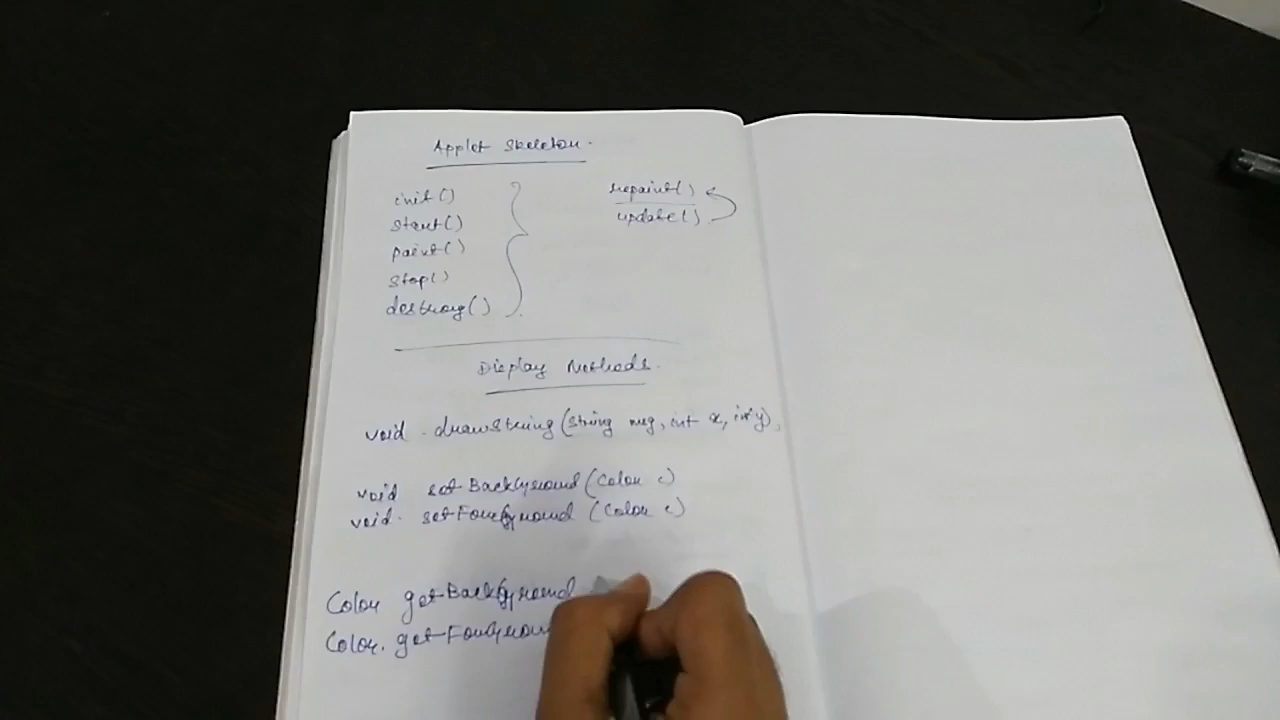 Applet Skeleton.
init()
start()
paint()
stop()
destroy()
repaint()
update()
Display Methods.
void drawString(String msg, int x, int y);
void setBackground(Color c)
void. setForeground (Color c)
Color getBackground
Color. getForegroun